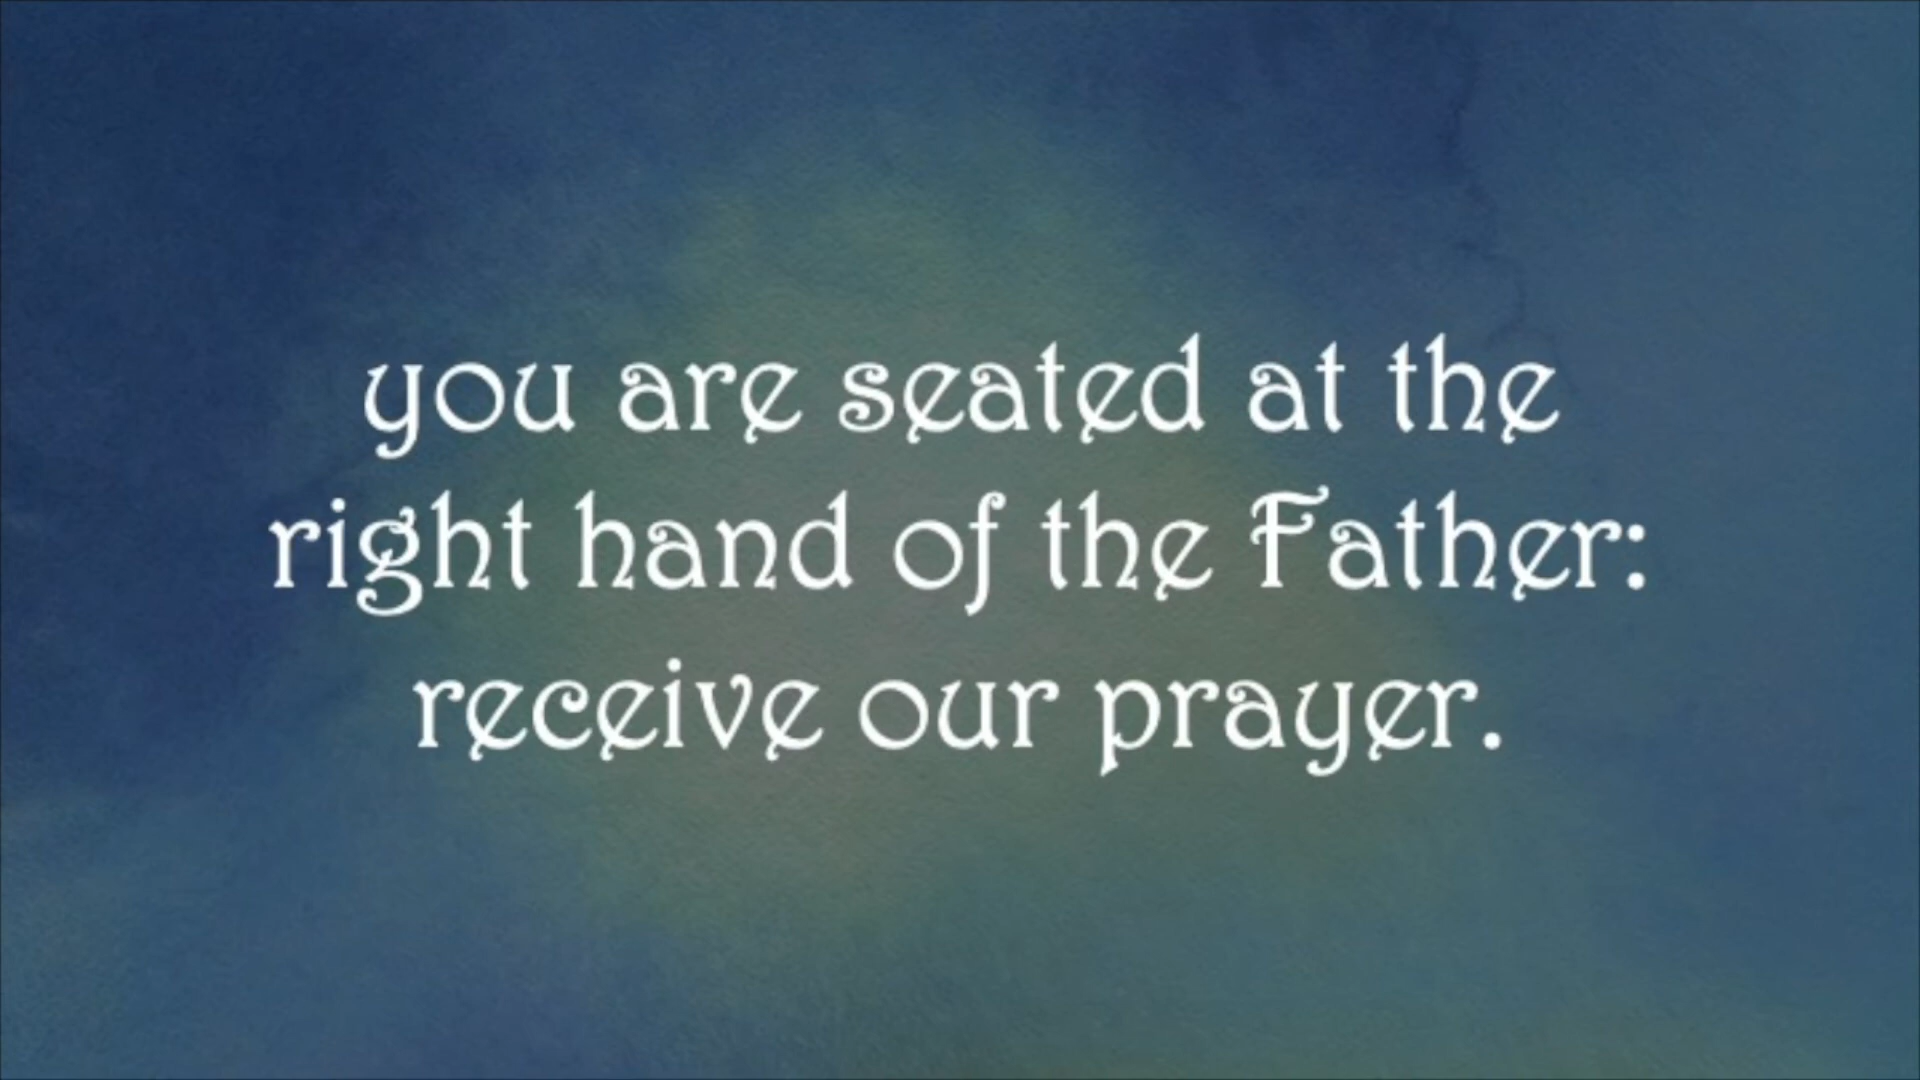 you are seated at the
right hand of the Father:
receive our prayer.